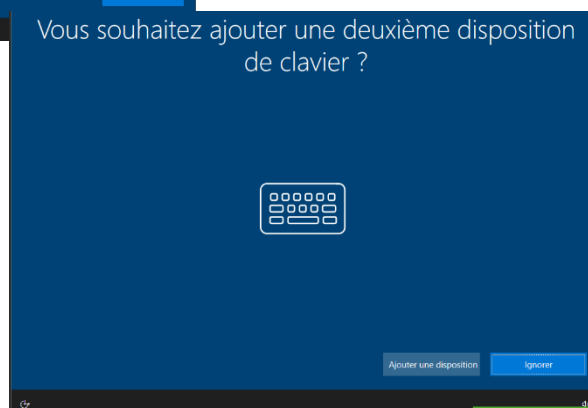 Vous souhaitez ajouter une deuxième disposition
de clavier ?
Ajouter une disposition
Ignorer